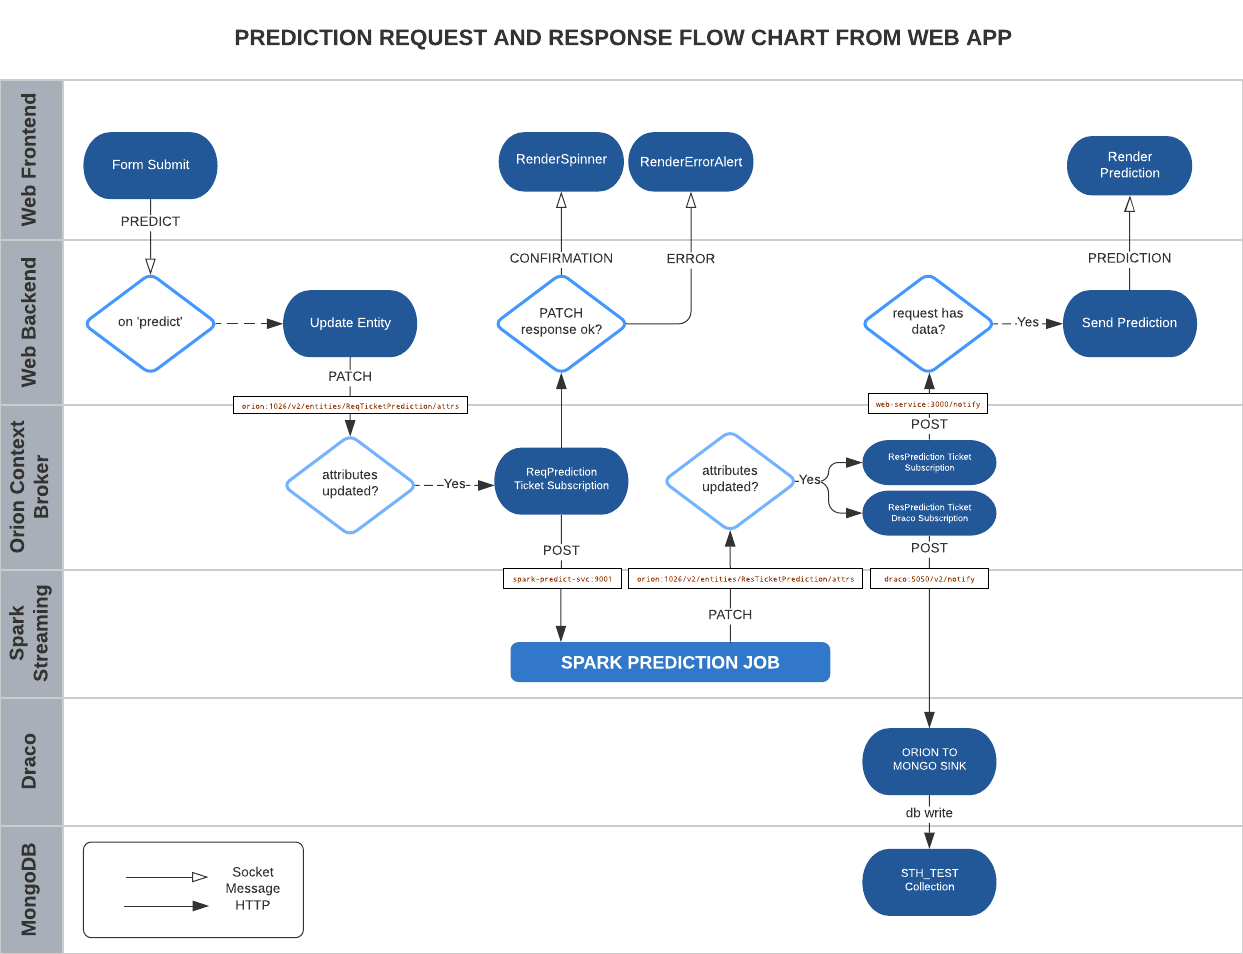 PREDICTION REQUEST AND RESPONSE FLOW CHART FROM WEB APP
Web Frontend
Form Submit
RenderSpinner
RenderErrorAlert
Render
Prediction
PREDICT
Web Backend
CONFIRMATION
ERROR
PREDICTION
on 'predict'
Update Entity
PATCH
response ok?
request has
data?
Yes
Send Prediction
PATCH
orion:1026/v2/entities/ReqTicketPrediction/attrs
web-service:3000/notify
POST
Orion Context
Broker
attributes
updated?
Yes
ReqPrediction
Ticket Subscription
attributes
updated?
Yes
ResPrediction Ticket
Subscription
ResPrediction Ticket
Draco Subscription
POST
POST
spark-predict-svc:9001
orion:1026/v2/entities/ResTicketPrediction/attrs
draco:5050/v2/notify
Spark
Streaming
PATCH
SPARK PREDICTION JOB
Draco
ORION TO
MONGO SINK
db write
MongoDB
STH_TEST
Collection
Socket
Message
HTTP